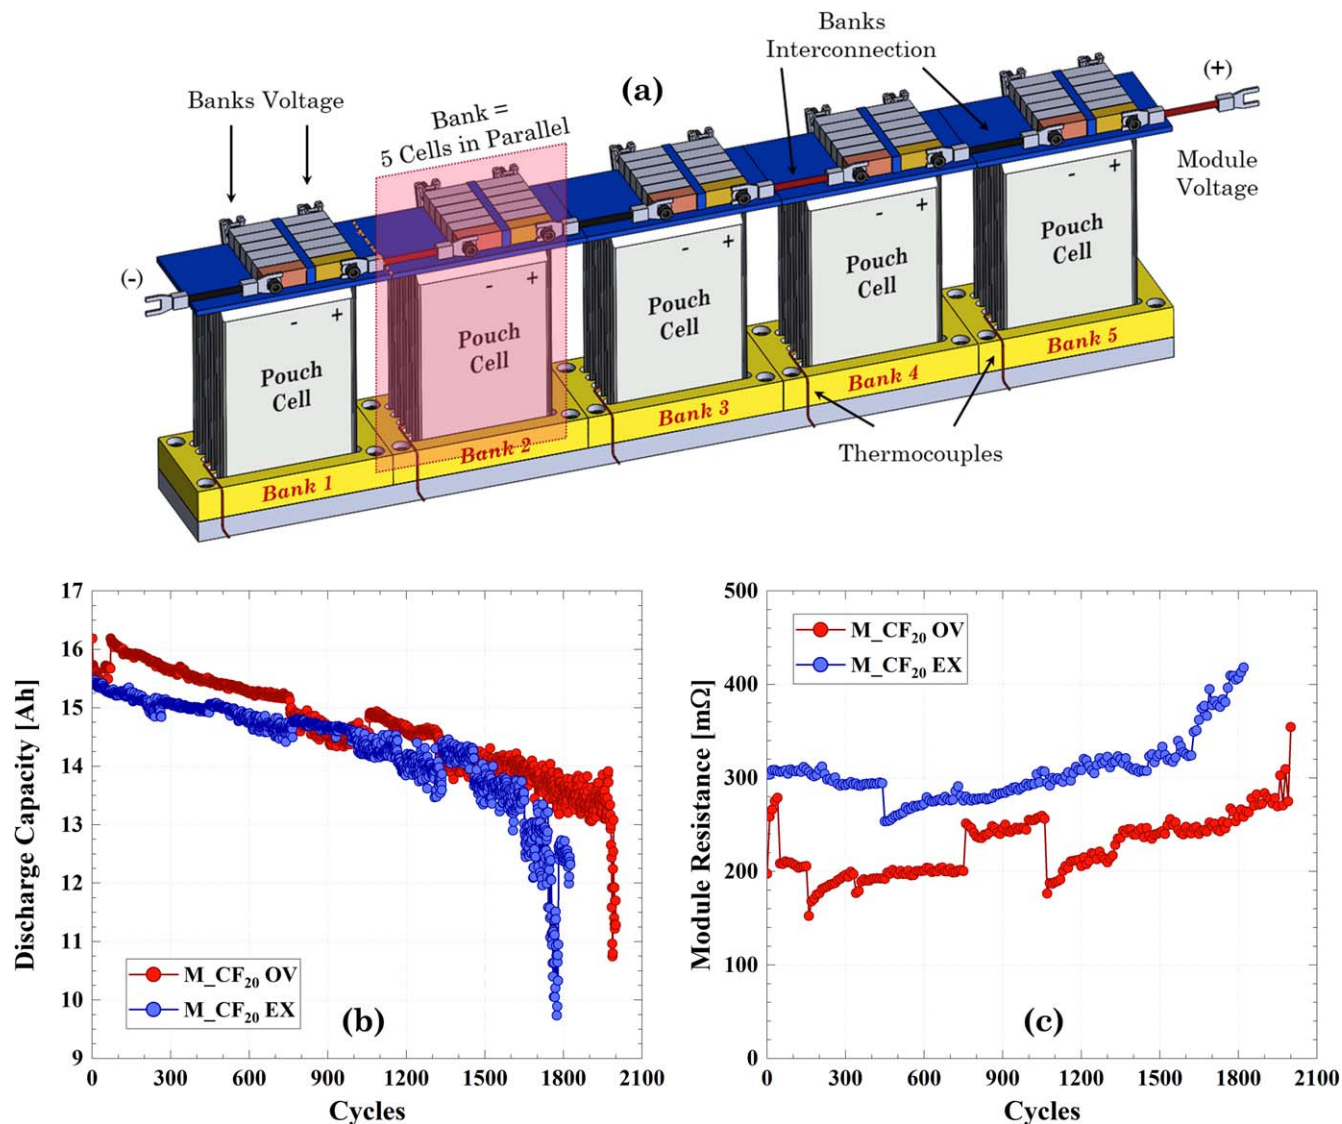 Banks
Interconnection
(a)
(+)
Banks Voltage
Bank =
5 Cells in Parallel
Module
Voltage
(-)
- +
Pouch
Cell
- +
Pouch
Cell
- +
Pouch
Cell
- +
Pouch
Cell
- +
Pouch
Cell
Bank 1
Bank 2
Bank 3
Bank 4
Bank 5
Thermocouples
Discharge Capacity [Ah]
17
16
15
14
13
12
11
10
9
M_CF₂₀ OV
M_CF₂₀ EX
(b)
0 300 600 900 1200 1500 1800 2100
Cycles
Module Resistance [mΩ]
500
400
300
200
100
0
M_CF₂₀ OV
M_CF₂₀ EX
(c)
0 300 600 900 1200 1500 1800 2100
Cycles